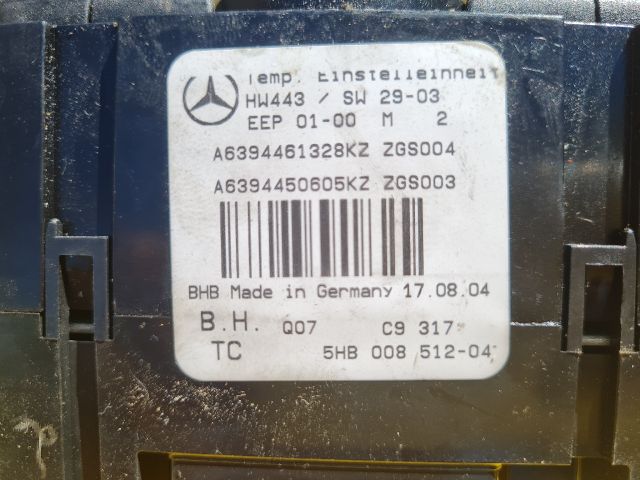 Temp. Einstelleinheit
HW443 / SW 29-03
EEP 01-00 M 2
A6394461328KZ ZGS004
A6394450605KZ ZGS003
BHB Made in Germany 17.08.04
B.H. Q07 C9 317
TC 5HB 008 512-04